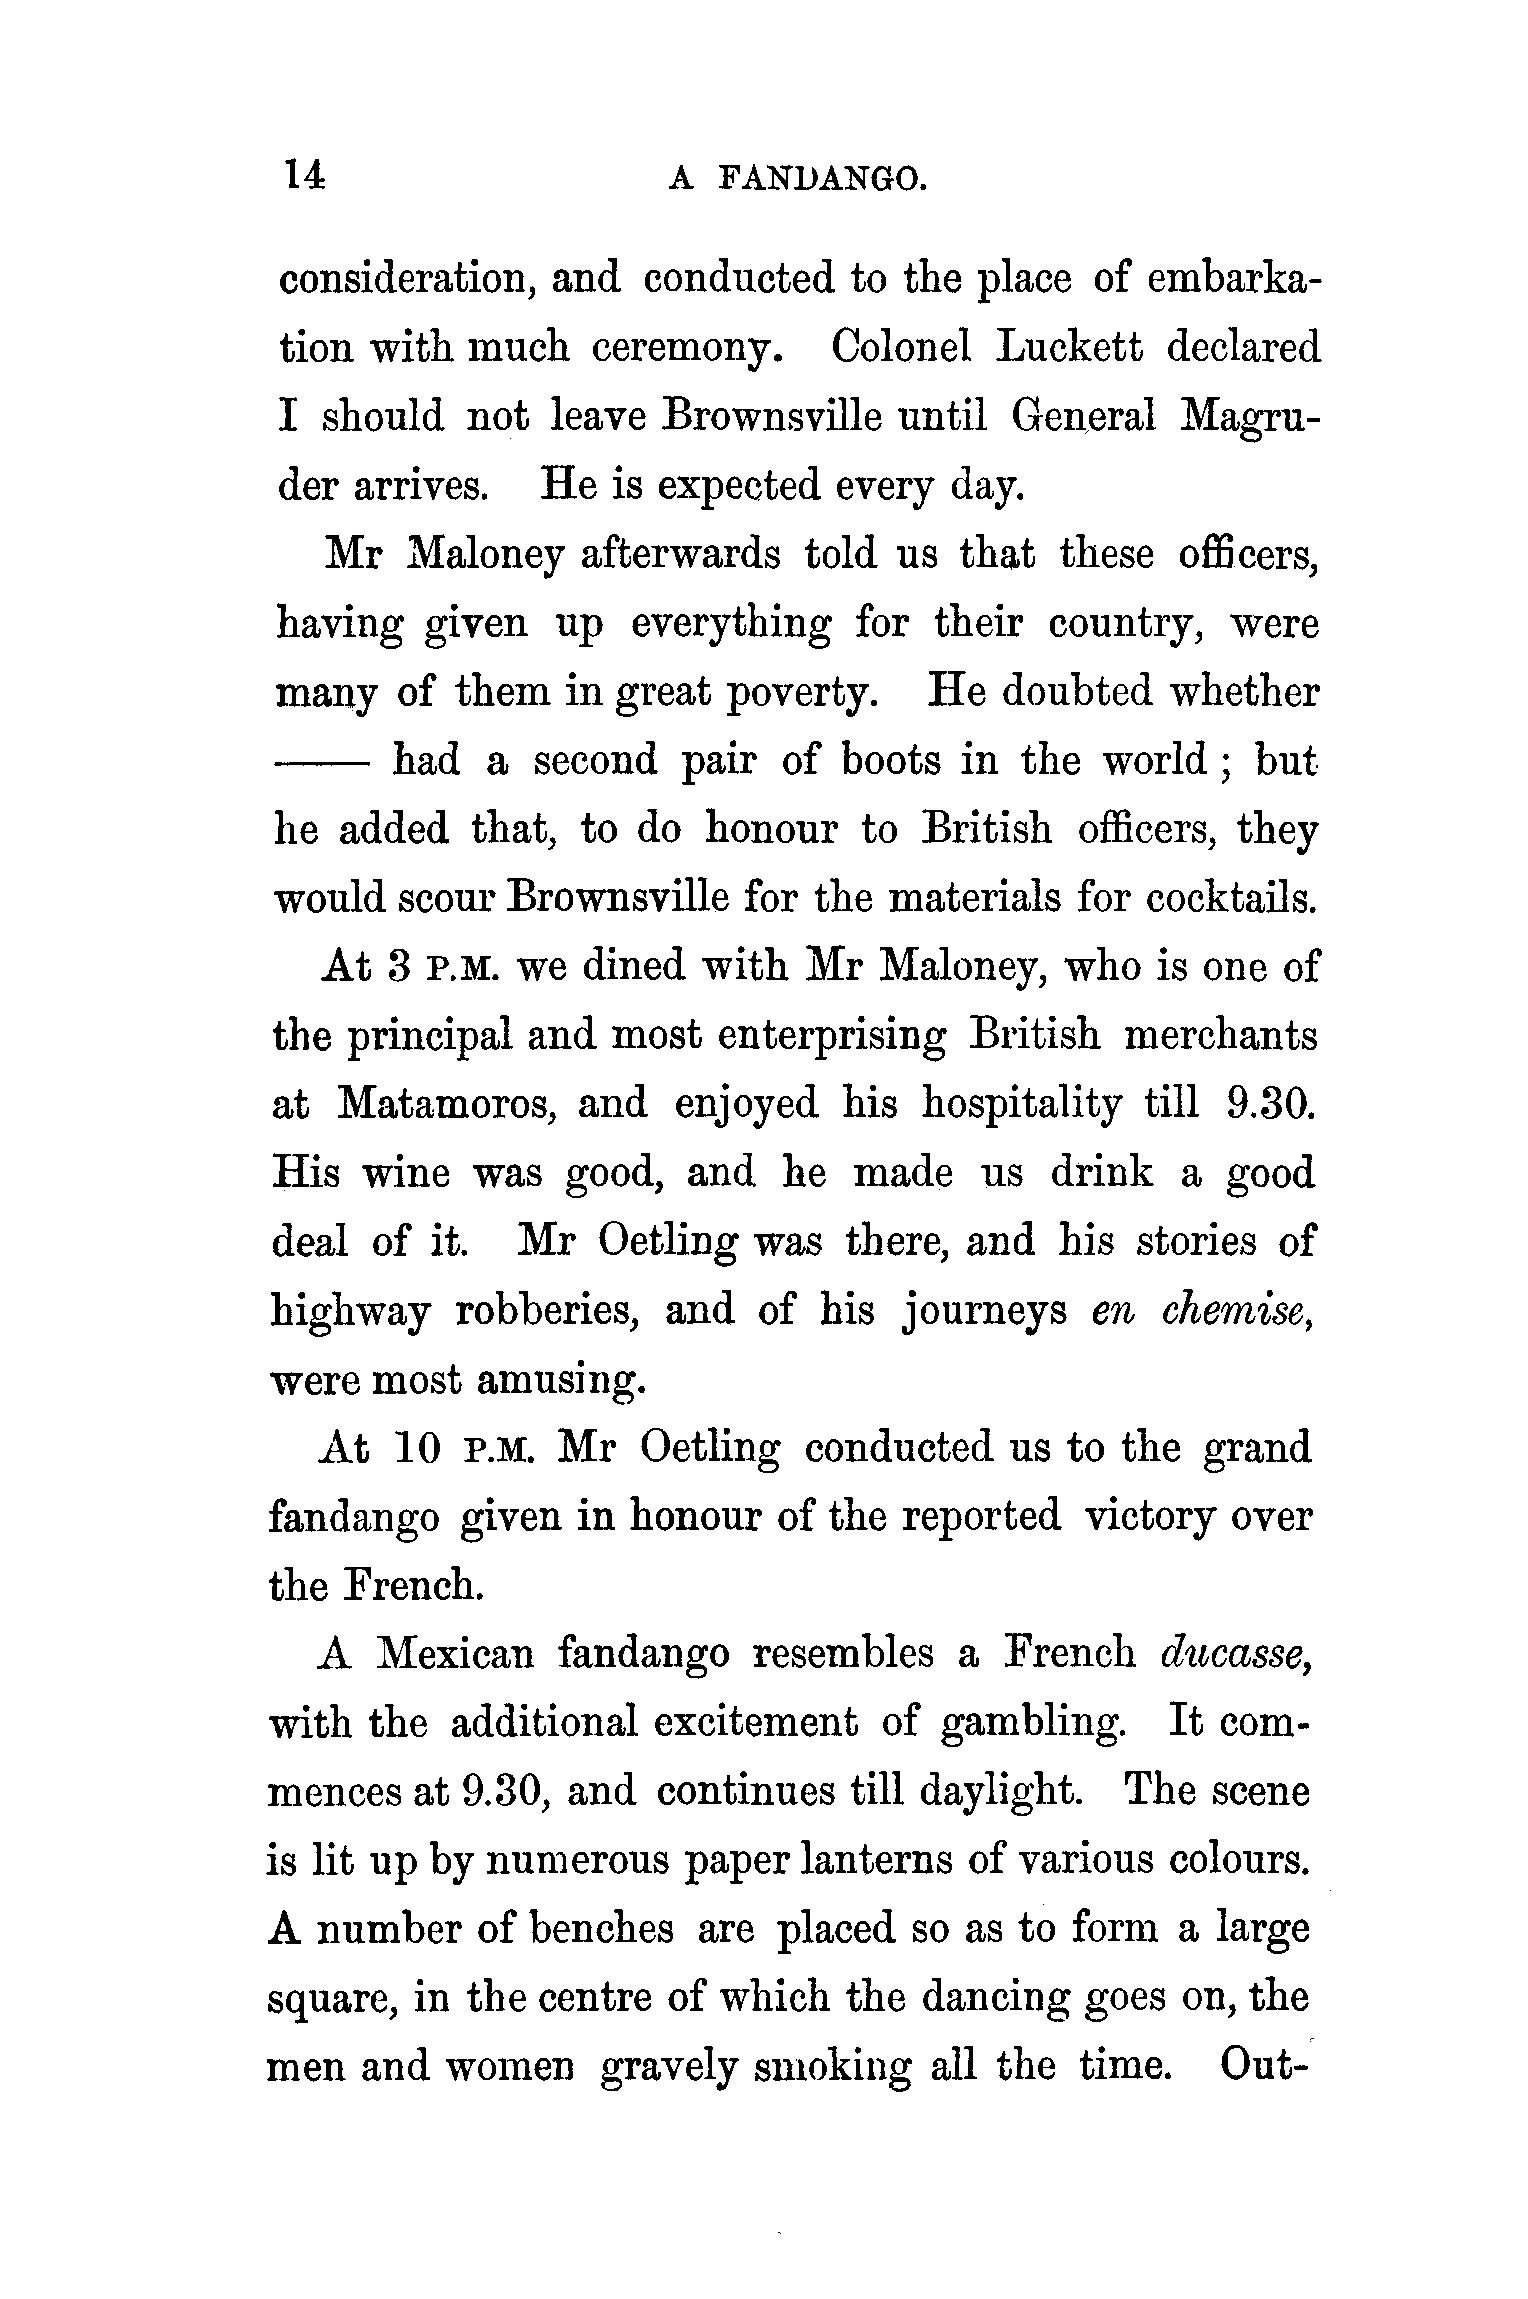 14 A FANDANGO.
consideration, and conducted to the place of embarka-
tion with much ceremony. Colonel Luckett declared
I should not leave Brownsville until General Magru-
der arrives. He is expected every day.
Mr Maloney afterwards told us that these officers,
having given up everything for their country, were
many of them in great poverty. He doubted whether
—— had a second pair of boots in the world ; but
he added that, to do honour to British officers, they
would scour Brownsville for the materials for cocktails.
At 3 P.M. we dined with Mr Maloney, who is one of
the principal and most enterprising British merchants
at Matamoros, and enjoyed his hospitality till 9.30.
His wine was good, and he made us drink a good
deal of it. Mr Oetling was there, and his stories of
highway robberies, and of his journeys en chemise,
were most amusing.
At 10 P.M. Mr Oetling conducted us to the grand
fandango given in honour of the reported victory over
the French.
A Mexican fandango resembles a French ducasse,
with the additional excitement of gambling. It com-
mences at 9.30, and continues till daylight. The scene
is lit up by numerous paper lanterns of various colours.
A number of benches are placed so as to form a large
square, in the centre of which the dancing goes on, the
men and women gravely smoking all the time. Out-